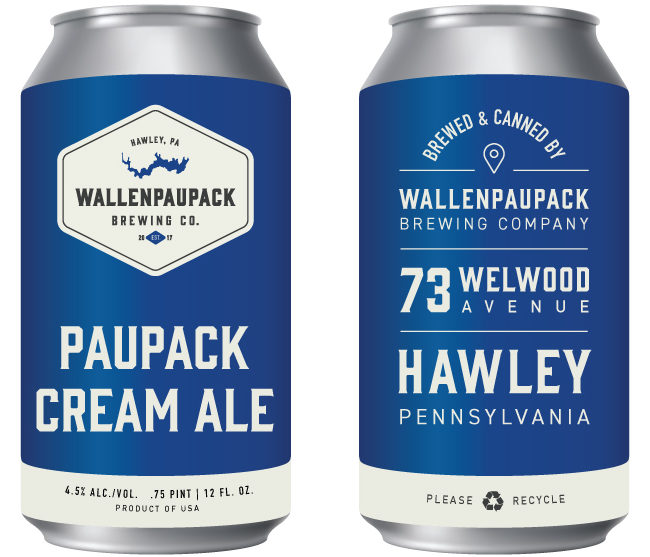 HAWLEY, PA
WALLENPAUPACK
BREWING CO.
20 EST 17
PAUPACK
CREAM ALE
4.5% ALC./VOL. .75 PINT | 12 FL. OZ.
PRODUCT OF USA
BREWED & CANNED BY
WALLENPAUPACK
BREWING COMPANY
73 WELWOOD
AVENUE
HAWLEY
PENNSYLVANIA
PLEASE RECYCLE